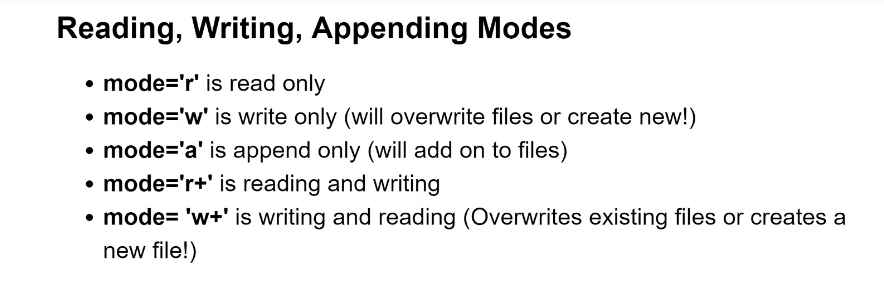 Reading, Writing, Appending Modes
• mode='r' is read only
• mode='w' is write only (will overwrite files or create new!)
• mode='a' is append only (will add on to files)
• mode='r+' is reading and writing
• mode= 'w+' is writing and reading (Overwrites existing files or creates a
new file!)